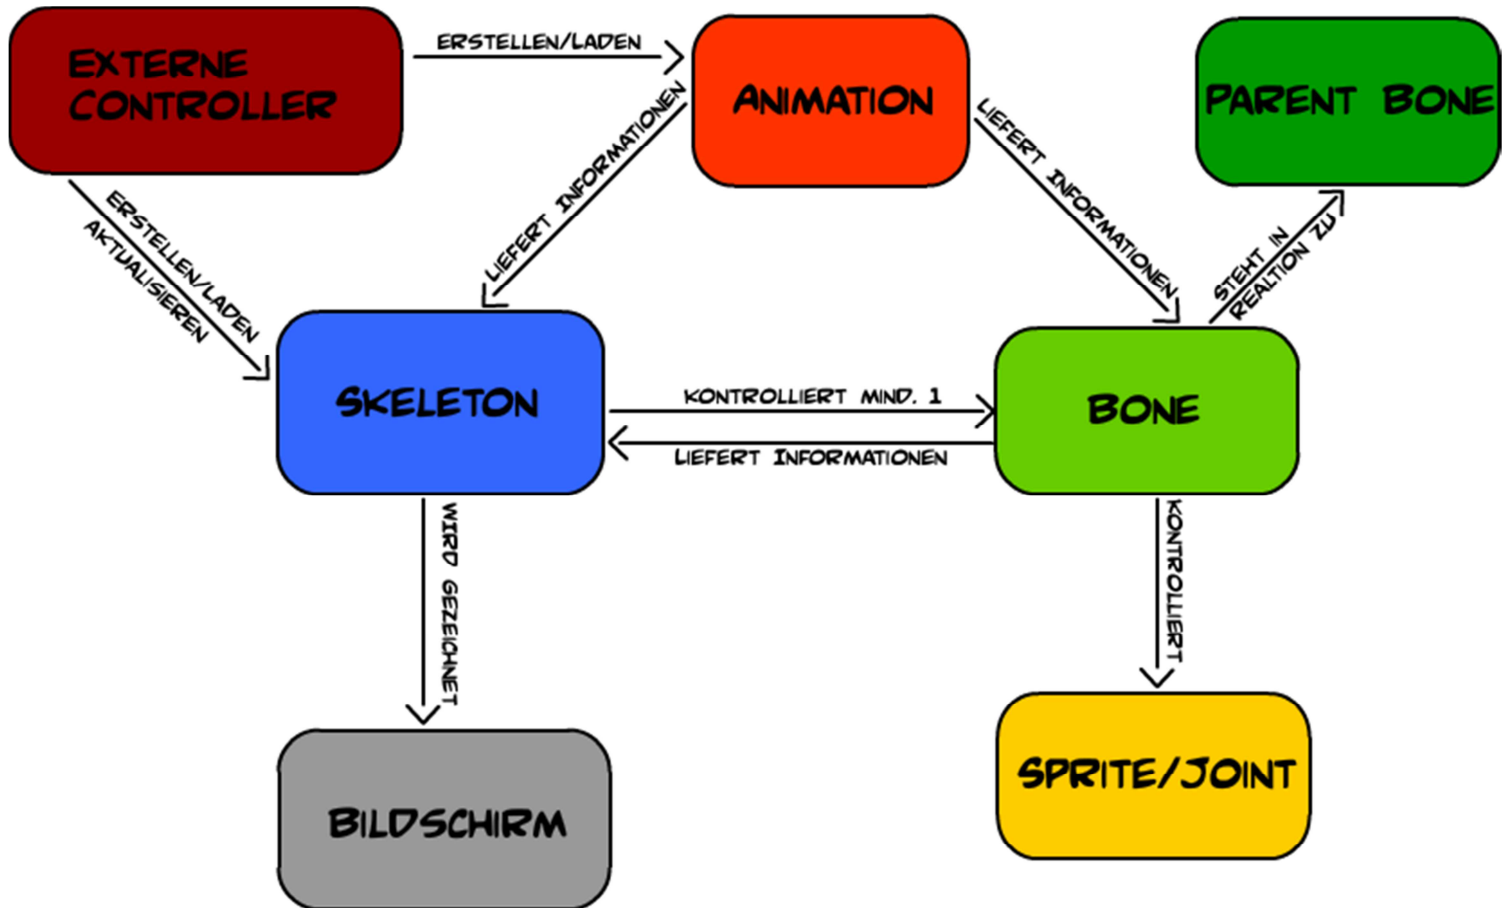 EXTERNE
CONTROLLER
ERSTELLEN/LADEN
ANIMATION
PARENT BONE
ERSTELLEN/LADEN
AKTUALISIEREN
LIEFERT INFORMATIONEN
LIEFERT INFORMATIONEN
STEHT IN
REALTION ZU
SKELETON
KONTROLLIERT MIND. 1
LIEFERT INFORMATIONEN
BONE
WIRD GEZEICHNET
KONTROLLIERT
BILDSCHIRM
SPRITE/JOINT